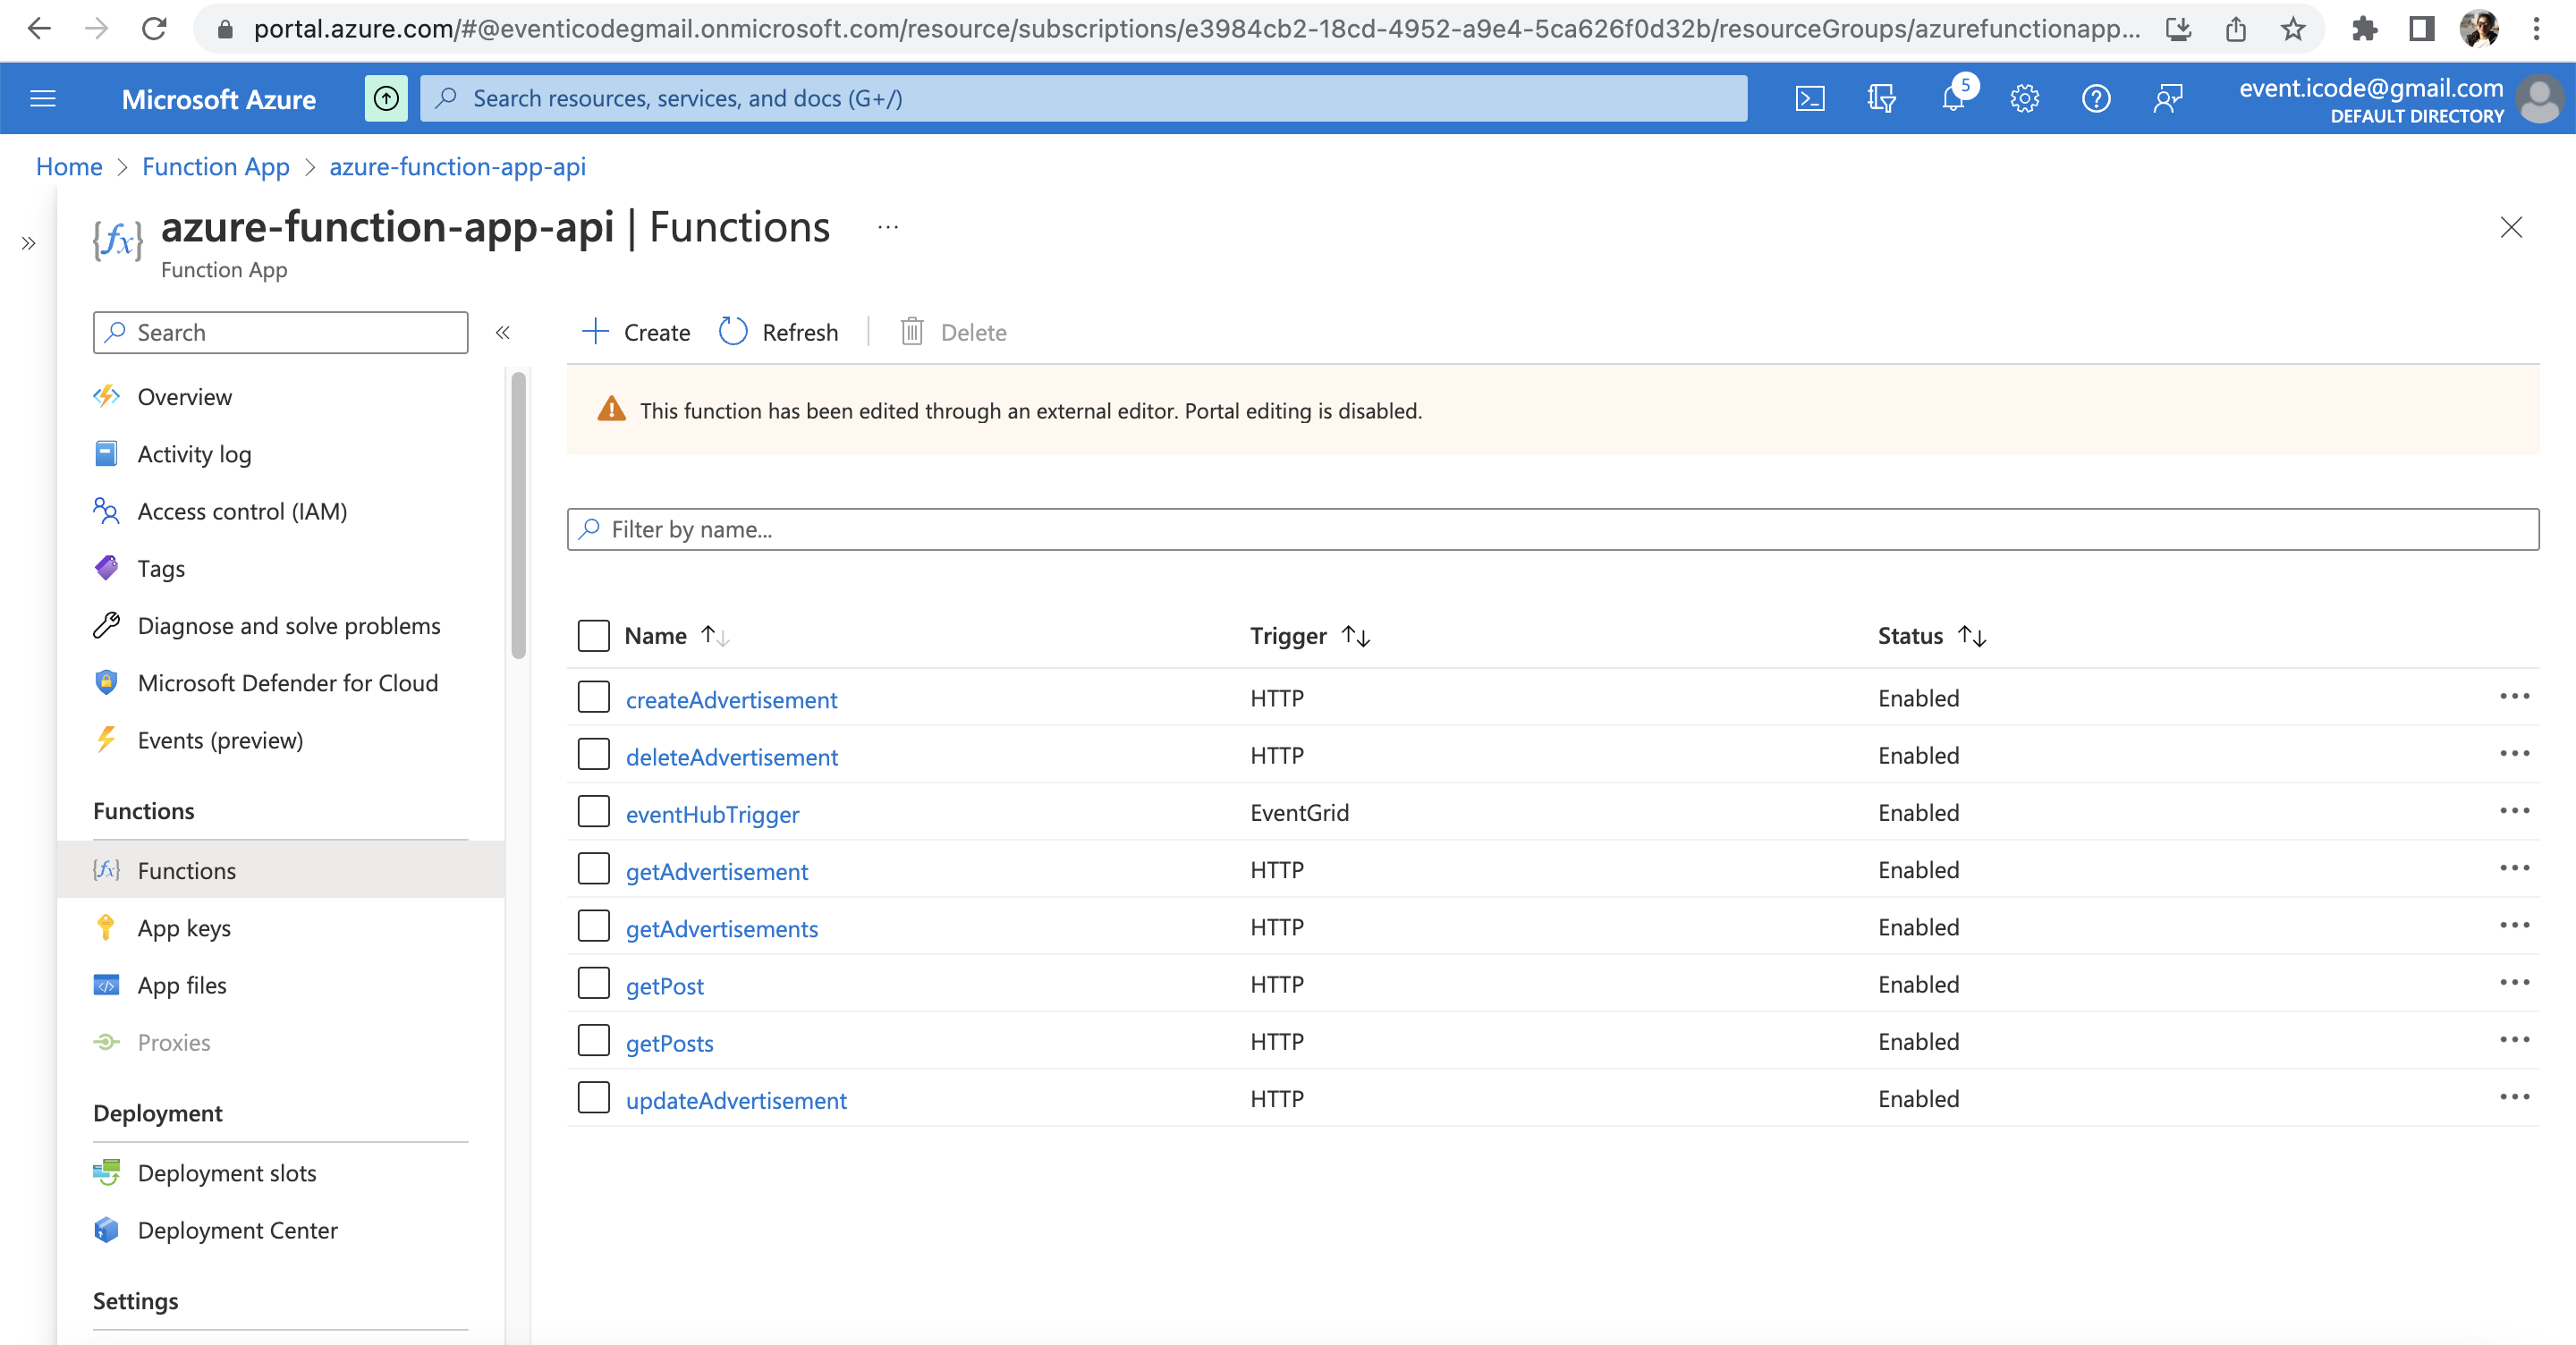 portal.azure.com/#@eventicodegmail.onmicrosoft.com/resource/subscriptions/e3984cb2-18cd-4952-a9e4-5ca626f0d32b/resourceGroups/azurefunctionapp...
Microsoft Azure
Search resources, services, and docs (G+/)
5
event.icode@gmail.com
DEFAULT DIRECTORY
Home > Function App > azure-function-app-api
azure-function-app-api | Functions ...
Function App
Search
Overview
Activity log
Access control (IAM)
Tags
Diagnose and solve problems
Microsoft Defender for Cloud
Events (preview)
Functions
Functions
App keys
App files
Proxies
Deployment
Deployment slots
Deployment Center
Settings
Create Refresh Delete
This function has been edited through an external editor. Portal editing is disabled.
Filter by name...
Name Trigger Status
createAdvertisement HTTP Enabled
deleteAdvertisement HTTP Enabled
eventHubTrigger EventGrid Enabled
getAdvertisement HTTP Enabled
getAdvertisements HTTP Enabled
getPost HTTP Enabled
getPosts HTTP Enabled
updateAdvertisement HTTP Enabled